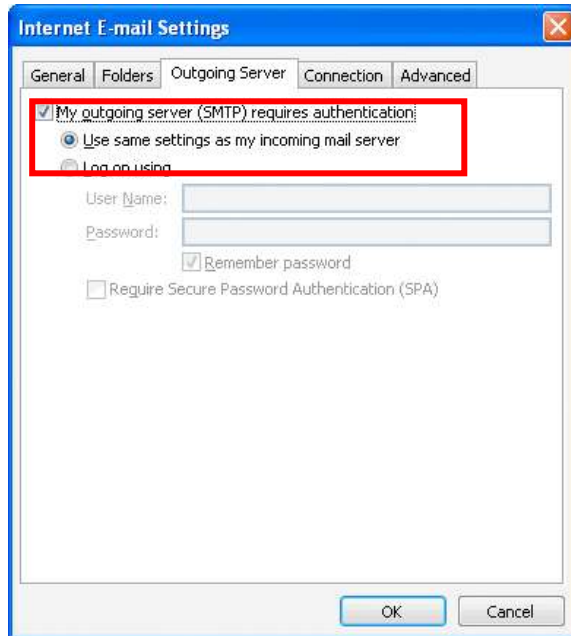 Internet E-mail Settings
General Folders Outgoing Server Connection Advanced
My outgoing server (SMTP) requires authentication
Use same settings as my incoming mail server
Log on using
User Name:
Password:
Remember password
Require Secure Password Authentication (SPA)
OK Cancel